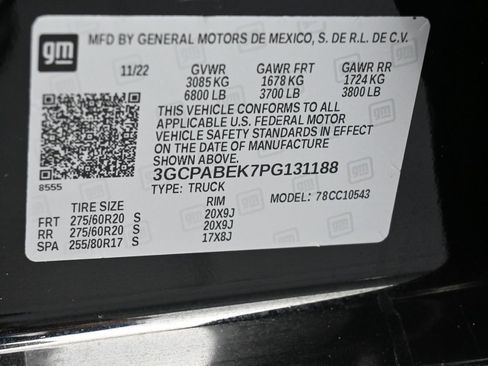 gm
MFD BY GENERAL MOTORS DE MEXICO, S. DE R.L. DE C.V.
11/22 GVWR GAWR FRT GAWR RR
3085 KG 1678 KG 1724 KG
6800 LB 3700 LB 3800 LB
THIS VEHICLE CONFORMS TO ALL
APPLICABLE U.S. FEDERAL MOTOR
VEHICLE SAFETY STANDARDS IN EFFECT
ON THE DATE OF MANUFACTURE
SHOWN ABOVE.
3GCPABEK7PG131188
8555 TYPE: TRUCK MODEL: 78CC10543
TIRE SIZE RIM
FRT 275/60R20 S 20X9J
RR 275/60R20 S 20X9J
SPA 255/80R17 S 17X8J